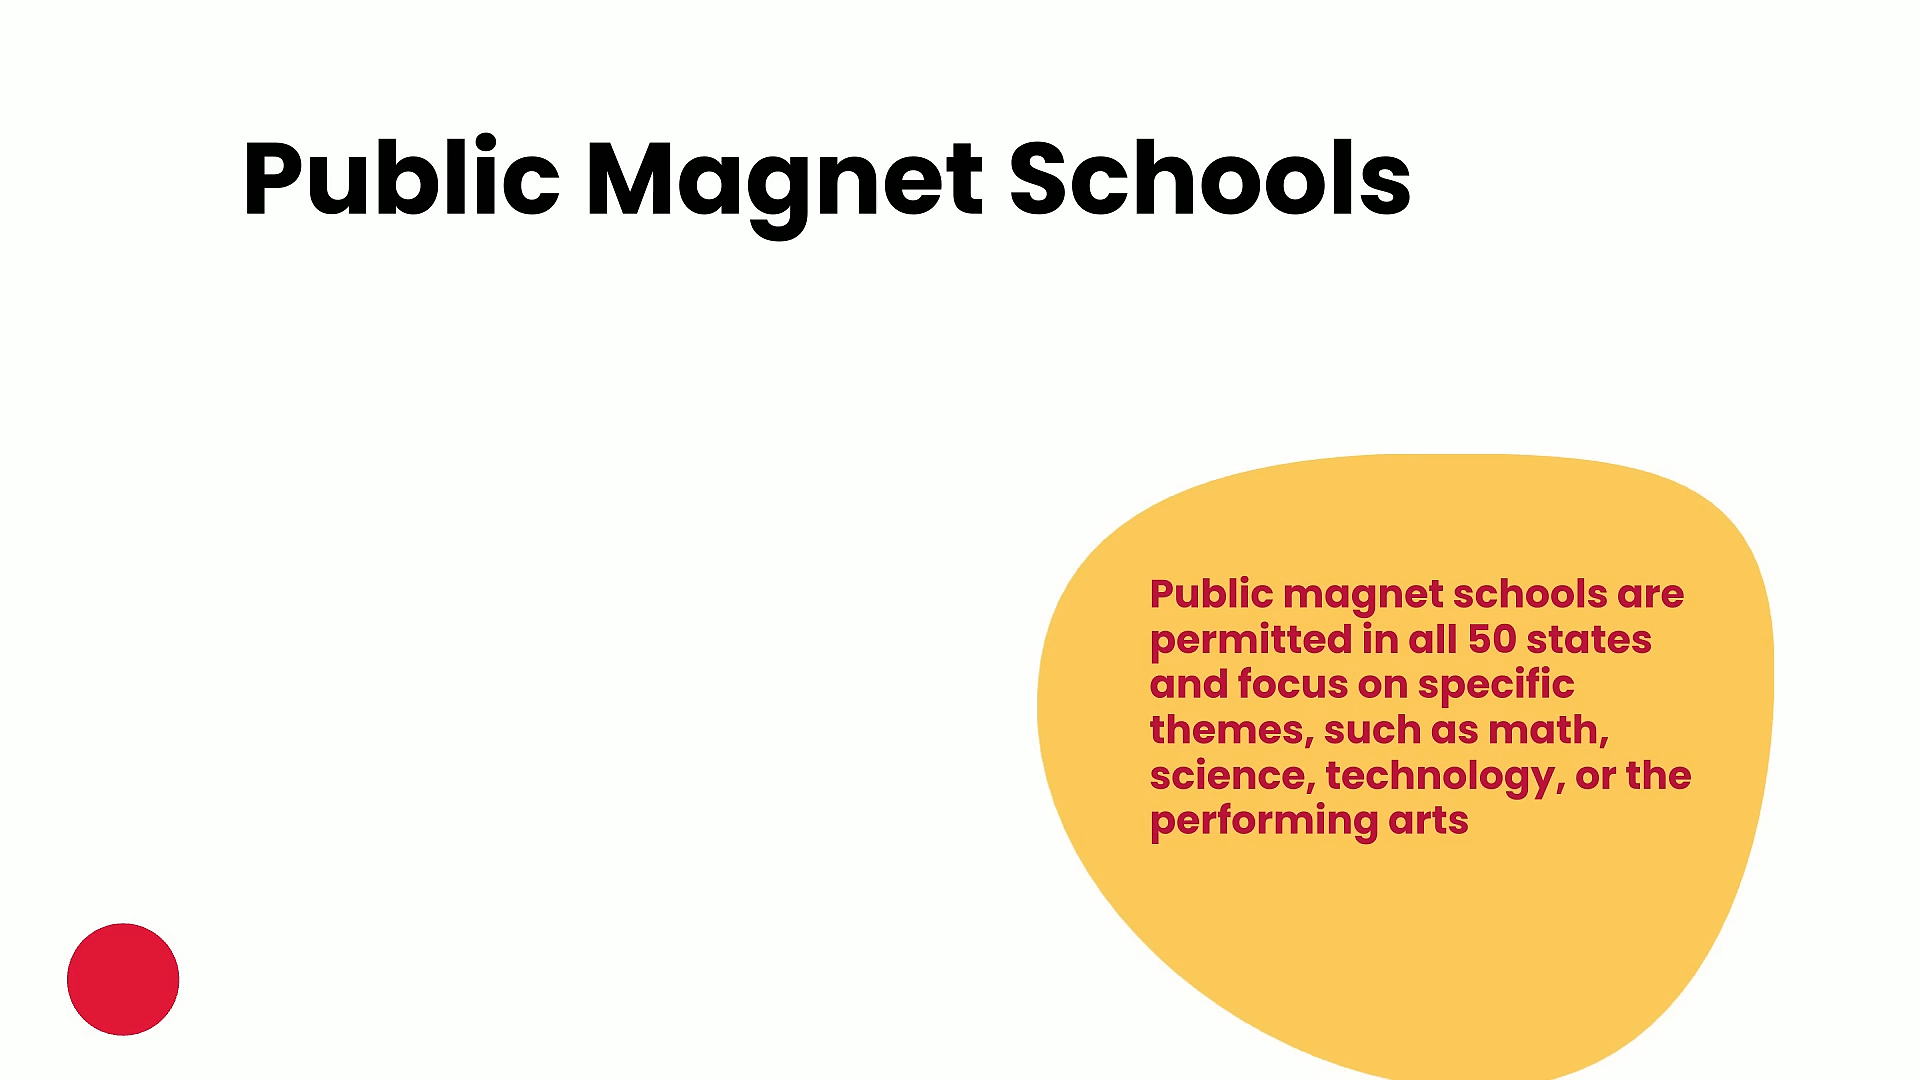 Public Magnet Schools
Public magnet schools are
permitted in all 50 states
and focus on specific
themes, such as math,
science, technology, or the
performing arts